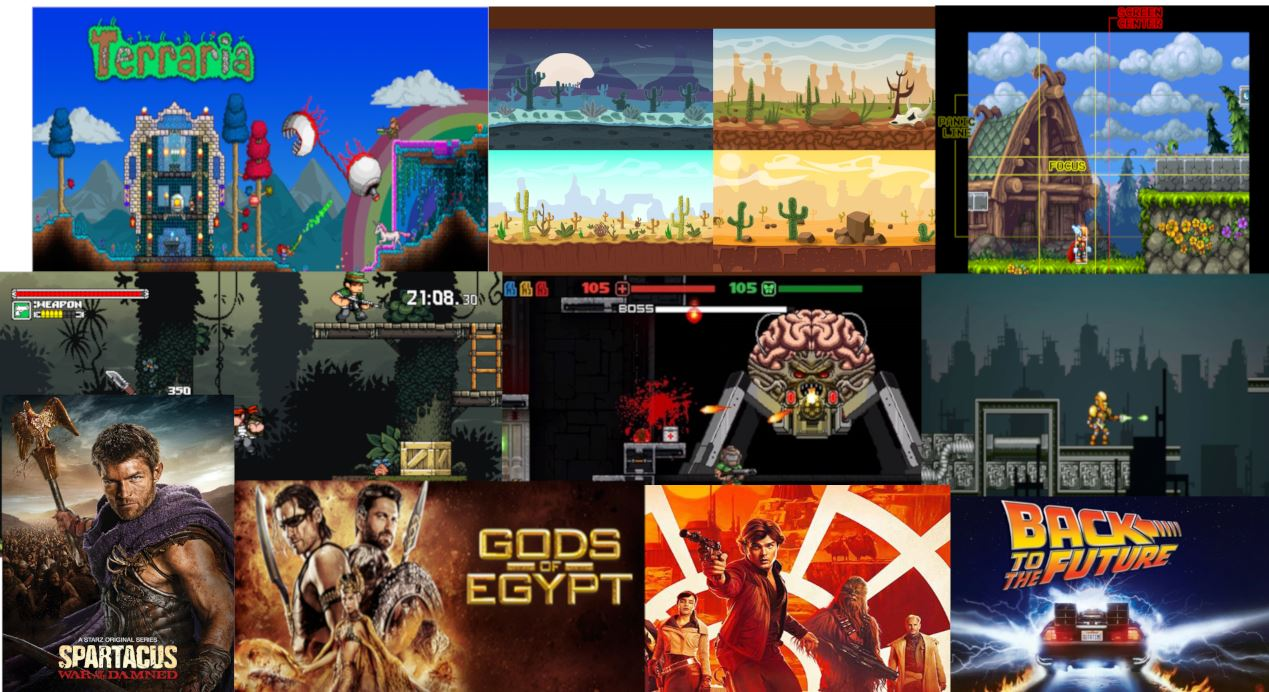 Terraria
SCREEN
CENTER
PANIC
LINE
FOCUS
:WEAPON
21:08.30
350
105
105
BOSS
A STARZ ORIGINAL SERIES
SPARTACUS
WAR OF THE DAMNED
GODS
OF
EGYPT
BACK
TO THE FUTURE
OUTATIME